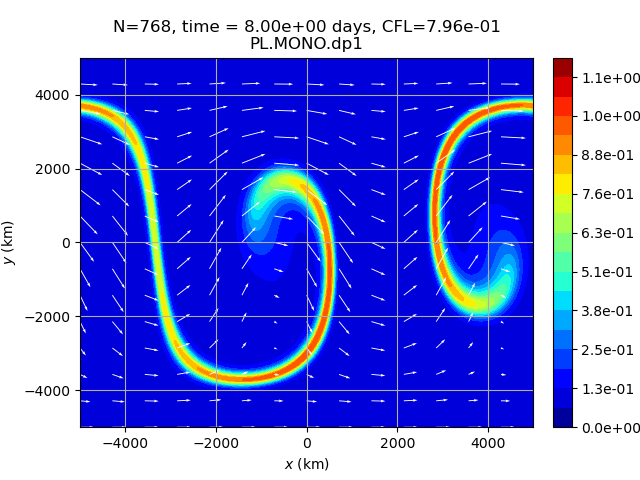 N=768, time = 8.00e+00 days, CFL=7.96e-01
PL.MONO.dp1
4000
2000
0
−2000
−4000
y (km)
−4000
−2000
0
2000
4000
x (km)
1.1e+00
1.0e+00
8.8e-01
7.6e-01
6.3e-01
5.1e-01
3.8e-01
2.5e-01
1.3e-01
0.0e+00